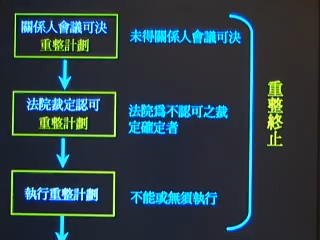 關係人會議可決
重整計劃
未得關係人會議可決
法院裁定認可
重整計劃
法院為不認可之裁
定確定者
執行重整計劃
不能或無須執行
重整終止